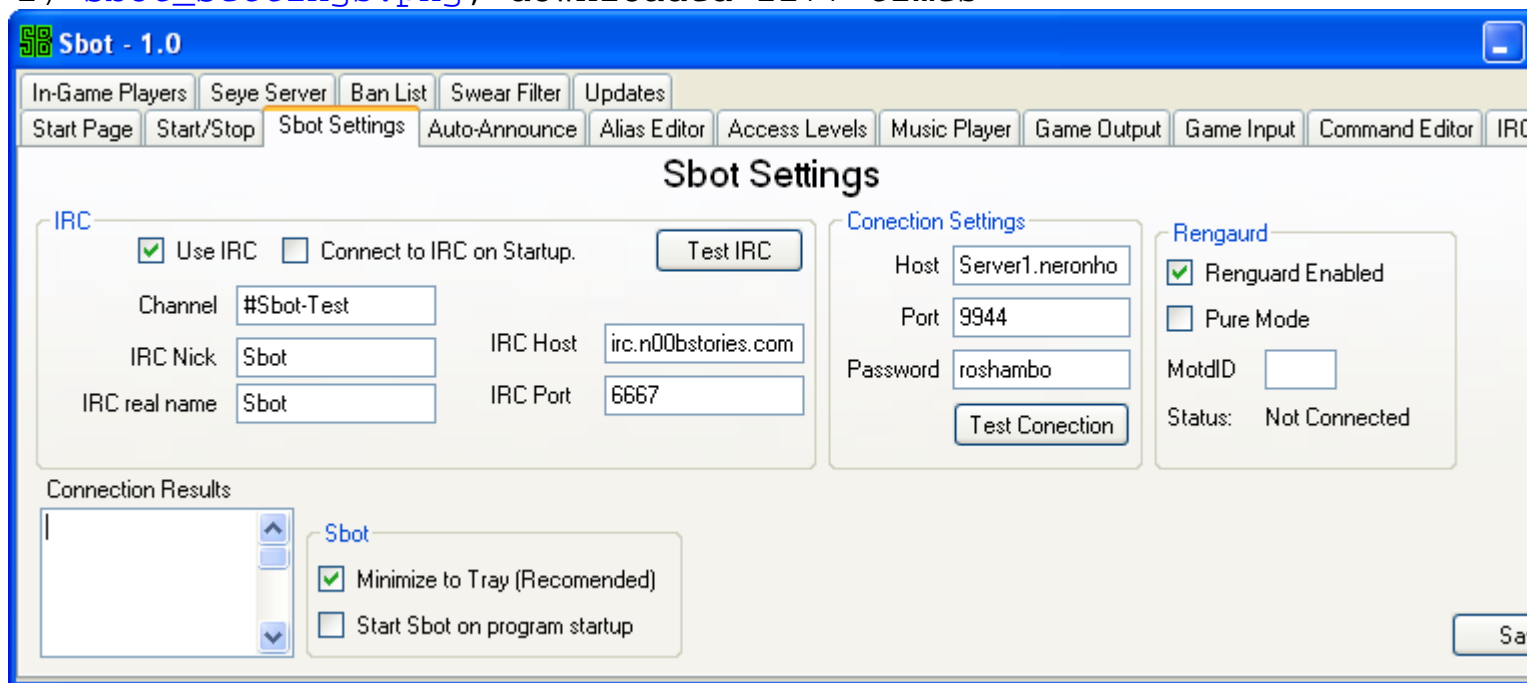 Sbot - 1.0
In-Game Players Seye Server Ban List Swear Filter Updates
Start Page Start/Stop Sbot Settings Auto-Announce Alias Editor Access Levels Music Player Game Output Game Input Command Editor IRC
Sbot Settings
IRC
Use IRC Connect to IRC on Startup. Test IRC
Channel #Sbot-Test
IRC Nick Sbot
IRC real name Sbot
IRC Host irc.n00bstories.com
IRC Port 6667
Conection Settings
Host Server1.neronho
Port 9944
Password roshambo
Test Conection
Rengaurd
Renguard Enabled
Pure Mode
MotdID
Status: Not Connected
Connection Results
Sbot
Minimize to Tray (Recomended)
Start Sbot on program startup
Sa